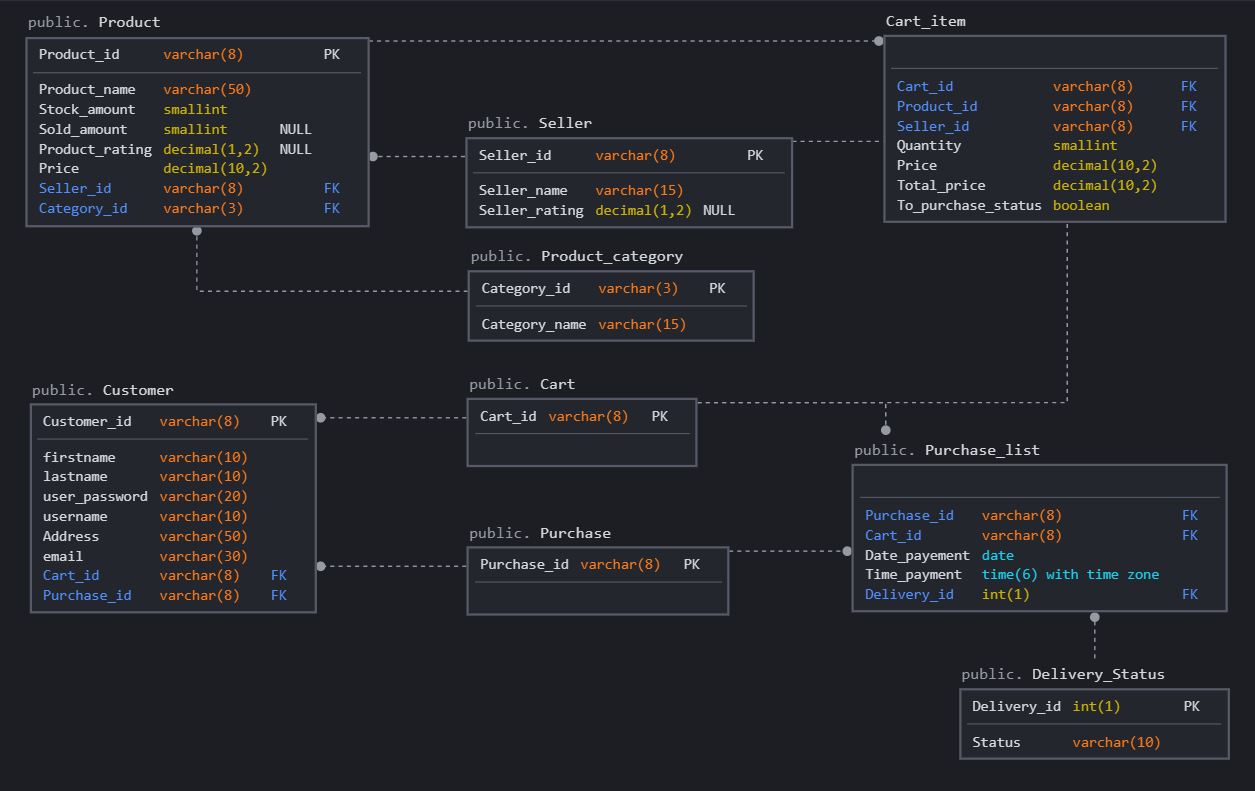 public. Product
Product_id varchar(8) PK
Product_name varchar(50)
Stock_amount smallint
Sold_amount smallint NULL
Product_rating decimal(1,2) NULL
Price decimal(10,2)
Seller_id varchar(8) FK
Category_id varchar(3) FK
Cart_item
Cart_id varchar(8) FK
Product_id varchar(8) FK
Seller_id varchar(8) FK
Quantity smallint
Price decimal(10,2)
Total_price decimal(10,2)
To_purchase_status boolean
public. Seller
Seller_id varchar(8) PK
Seller_name varchar(15)
Seller_rating decimal(1,2) NULL
public. Product_category
Category_id varchar(3) PK
Category_name varchar(15)
public. Customer
Customer_id varchar(8) PK
firstname varchar(10)
lastname varchar(10)
user_password varchar(20)
username varchar(10)
Address varchar(50)
email varchar(30)
Cart_id varchar(8) FK
Purchase_id varchar(8) FK
public. Cart
Cart_id varchar(8) PK
public. Purchase
Purchase_id varchar(8) PK
public. Purchase_list
Purchase_id varchar(8) FK
Cart_id varchar(8) FK
Date_payement date
Time_payment time(6) with time zone
Delivery_id int(1) FK
public. Delivery_Status
Delivery_id int(1) PK
Status varchar(10)